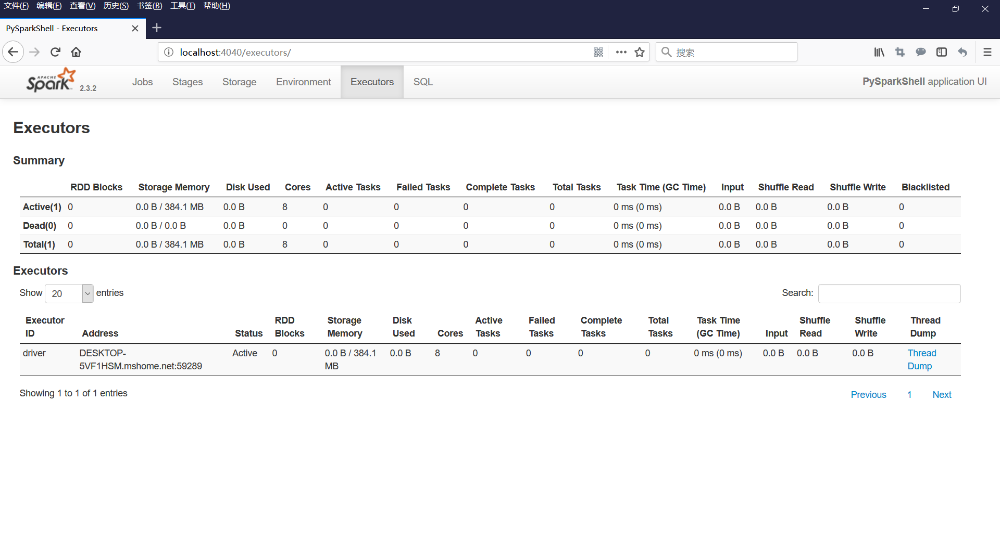 文件(F) 编辑(E) 查看(V) 历史(S) 书签(B) 工具(T) 帮助(H)
PySparkShell - Executors
localhost:4040/executors/
搜索
APACHE Spark 2.3.2 Jobs Stages Storage Environment Executors SQL PySparkShell application UI
Executors
Summary
RDD Blocks Storage Memory Disk Used Cores Active Tasks Failed Tasks Complete Tasks Total Tasks Task Time (GC Time) Input Shuffle Read Shuffle Write Blacklisted
Active(1) 0 0.0 B / 384.1 MB 0.0 B 8 0 0 0 0 0 ms (0 ms) 0.0 B 0.0 B 0.0 B 0
Dead(0) 0 0.0 B / 0.0 B 0.0 B 0 0 0 0 0 0 ms (0 ms) 0.0 B 0.0 B 0.0 B 0
Total(1) 0 0.0 B / 384.1 MB 0.0 B 8 0 0 0 0 0 ms (0 ms) 0.0 B 0.0 B 0.0 B 0
Executors
Show 20 entries Search:
Executor RDD Storage Disk Active Failed Complete Total Task Time Shuffle Shuffle Thread
ID Address Status Blocks Memory Used Cores Tasks Tasks Tasks Tasks (GC Time) Input Read Write Dump
driver DESKTOP- Active 0 0.0 B / 384.1 0.0 B 8 0 0 0 0 0 ms (0 ms) 0.0 B 0.0 B 0.0 B Thread
5VF1HSM.mshome.net:59289 MB Dump
Showing 1 to 1 of 1 entries Previous 1 Next